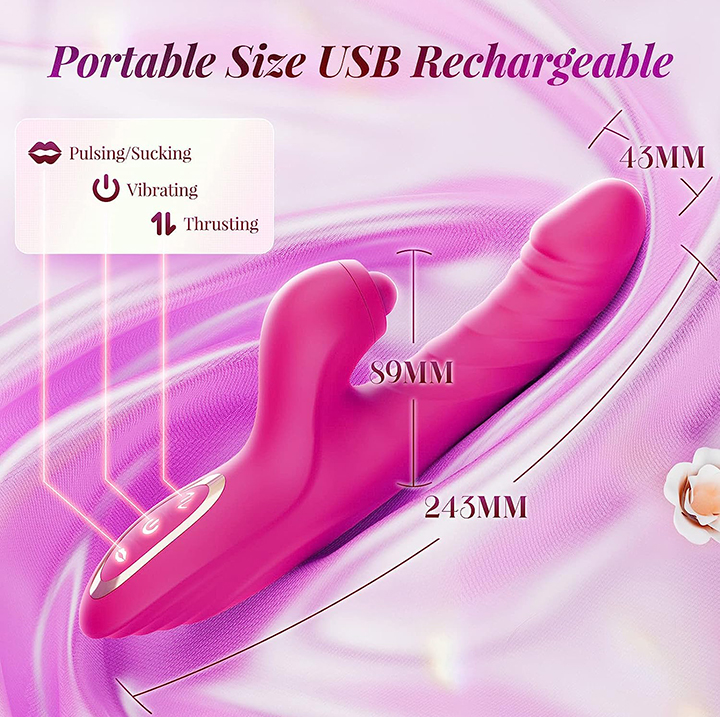 Portable Size USB Rechargeable
Pulsing/Sucking
Vibrating
Thrusting
43MM
89MM
243MM